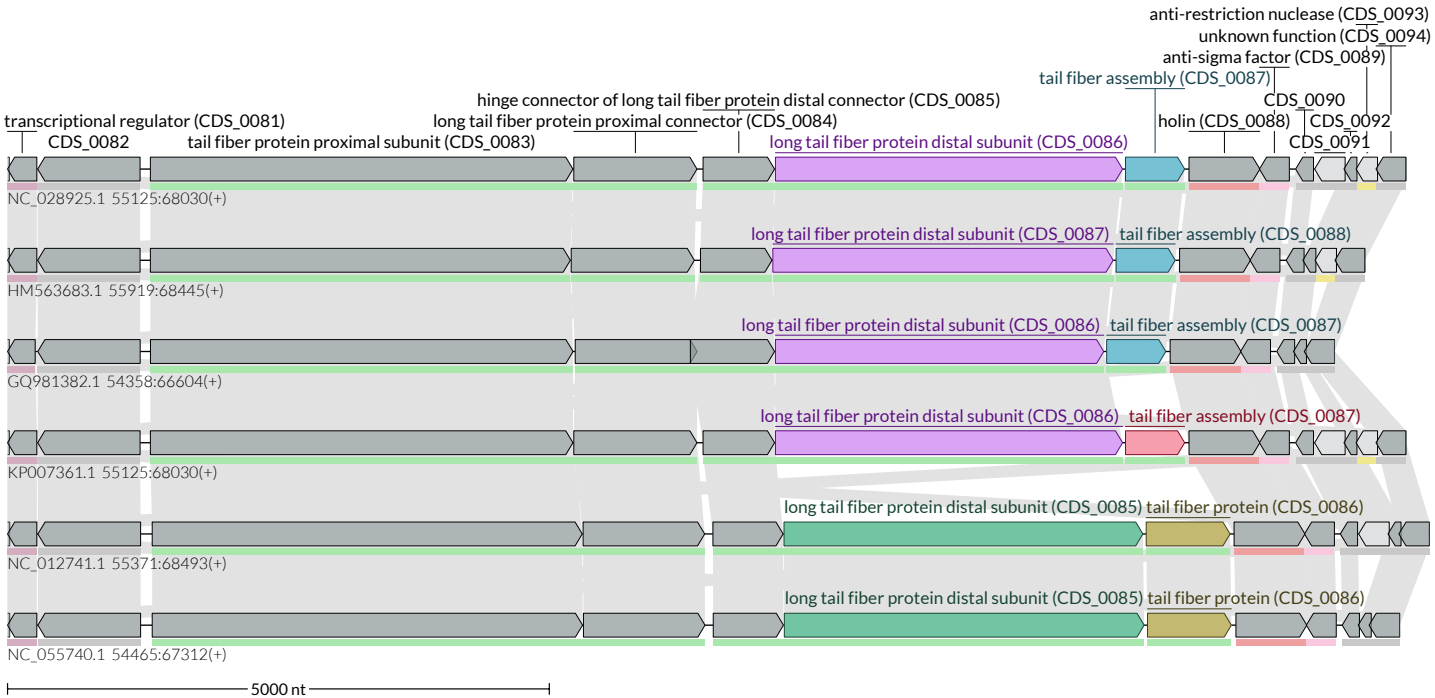 anti-restriction nuclease (CDS_0093)
unknown function (CDS_0094)
anti-sigma factor (CDS_0089)
tail fiber assembly (CDS_0087)
hinge connector of long tail fiber protein distal connector (CDS_0085)
CDS_0090
transcriptional regulator (CDS_0081)
long tail fiber protein proximal connector (CDS_0084)
holin (CDS_0088)
CDS_0092
CDS_0082
tail fiber protein proximal subunit (CDS_0083)
long tail fiber protein distal subunit (CDS_0086)
CDS_0091
NC_028925.1 55125:68030(+)
long tail fiber protein distal subunit (CDS_0087)
tail fiber assembly (CDS_0088)
HM563683.1 55919:68445(+)
long tail fiber protein distal subunit (CDS_0086)
tail fiber assembly (CDS_0087)
GQ981382.1 54358:66604(+)
long tail fiber protein distal subunit (CDS_0086)
tail fiber assembly (CDS_0087)
KP007361.1 55125:68030(+)
long tail fiber protein distal subunit (CDS_0085)
tail fiber protein (CDS_0086)
NC_012741.1 55371:68493(+)
long tail fiber protein distal subunit (CDS_0085)
tail fiber protein (CDS_0086)
NC_055740.1 54465:67312(+)
5000 nt